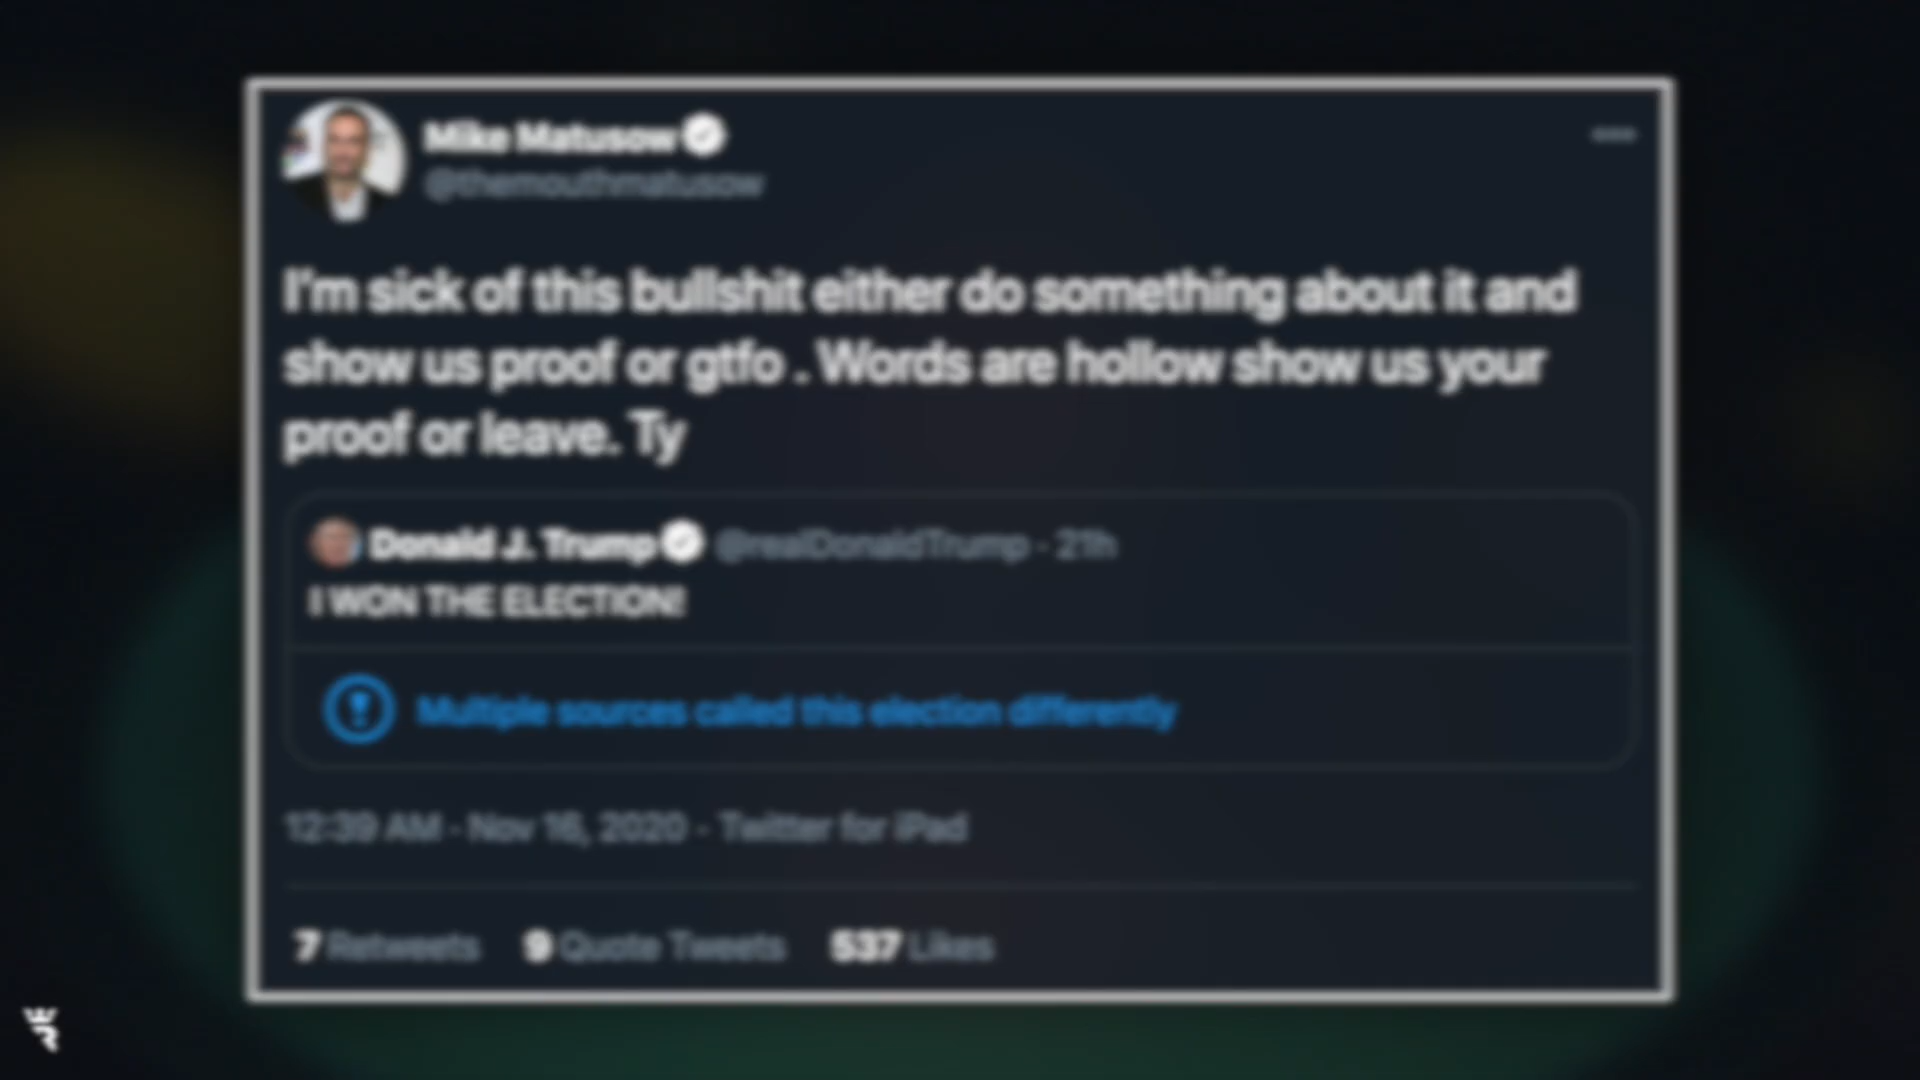 Mike Matusow
@themouthmatusow
I'm sick of this bullshit either do something about it and
show us proof or gtfo . Words are hollow show us your
proof or leave. Ty
Donald J. Trump @realDonaldTrump · 21h
I WON THE ELECTION!
Multiple sources called this election differently
12:39 AM · Nov 16, 2020 · Twitter for iPad
7 Retweets 9 Quote Tweets 537 Likes